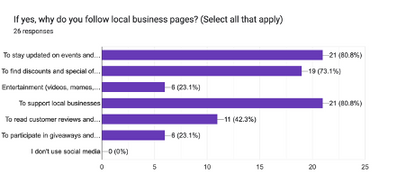 If yes, why do you follow local business pages? (Select all that apply)
26 responses
To stay updated on events and... 21 (80.8%)
To find discounts and special of... 19 (73.1%)
Entertainment (videos, memes,... 6 (23.1%)
To support local businesses 21 (80.8%)
To read customer reviews and... 11 (42.3%)
To participate in giveaways and... 6 (23.1%)
I don't use social media 0 (0%)
0 5 10 15 20 25